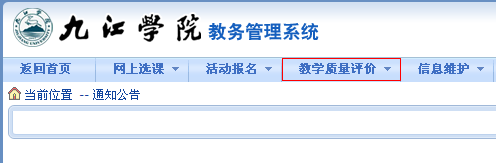 九江学院 教务管理系统
返回首页 网上选课 活动报名 教学质量评价 信息维护
当前位置 -- 通知公告